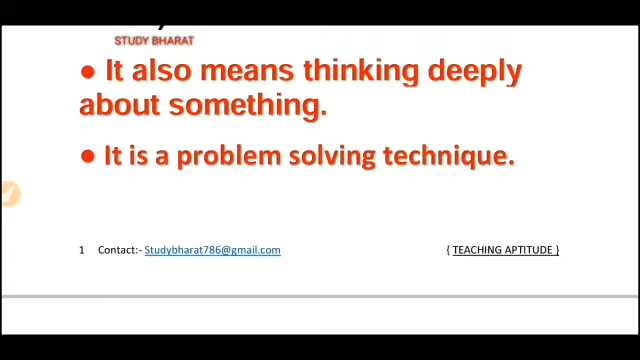 STUDY BHARAT
● It also means thinking deeply
about something.
● It is a problem solving technique.
1 Contact:- Studybharat786@gmail.com { TEACHING APTITUDE }